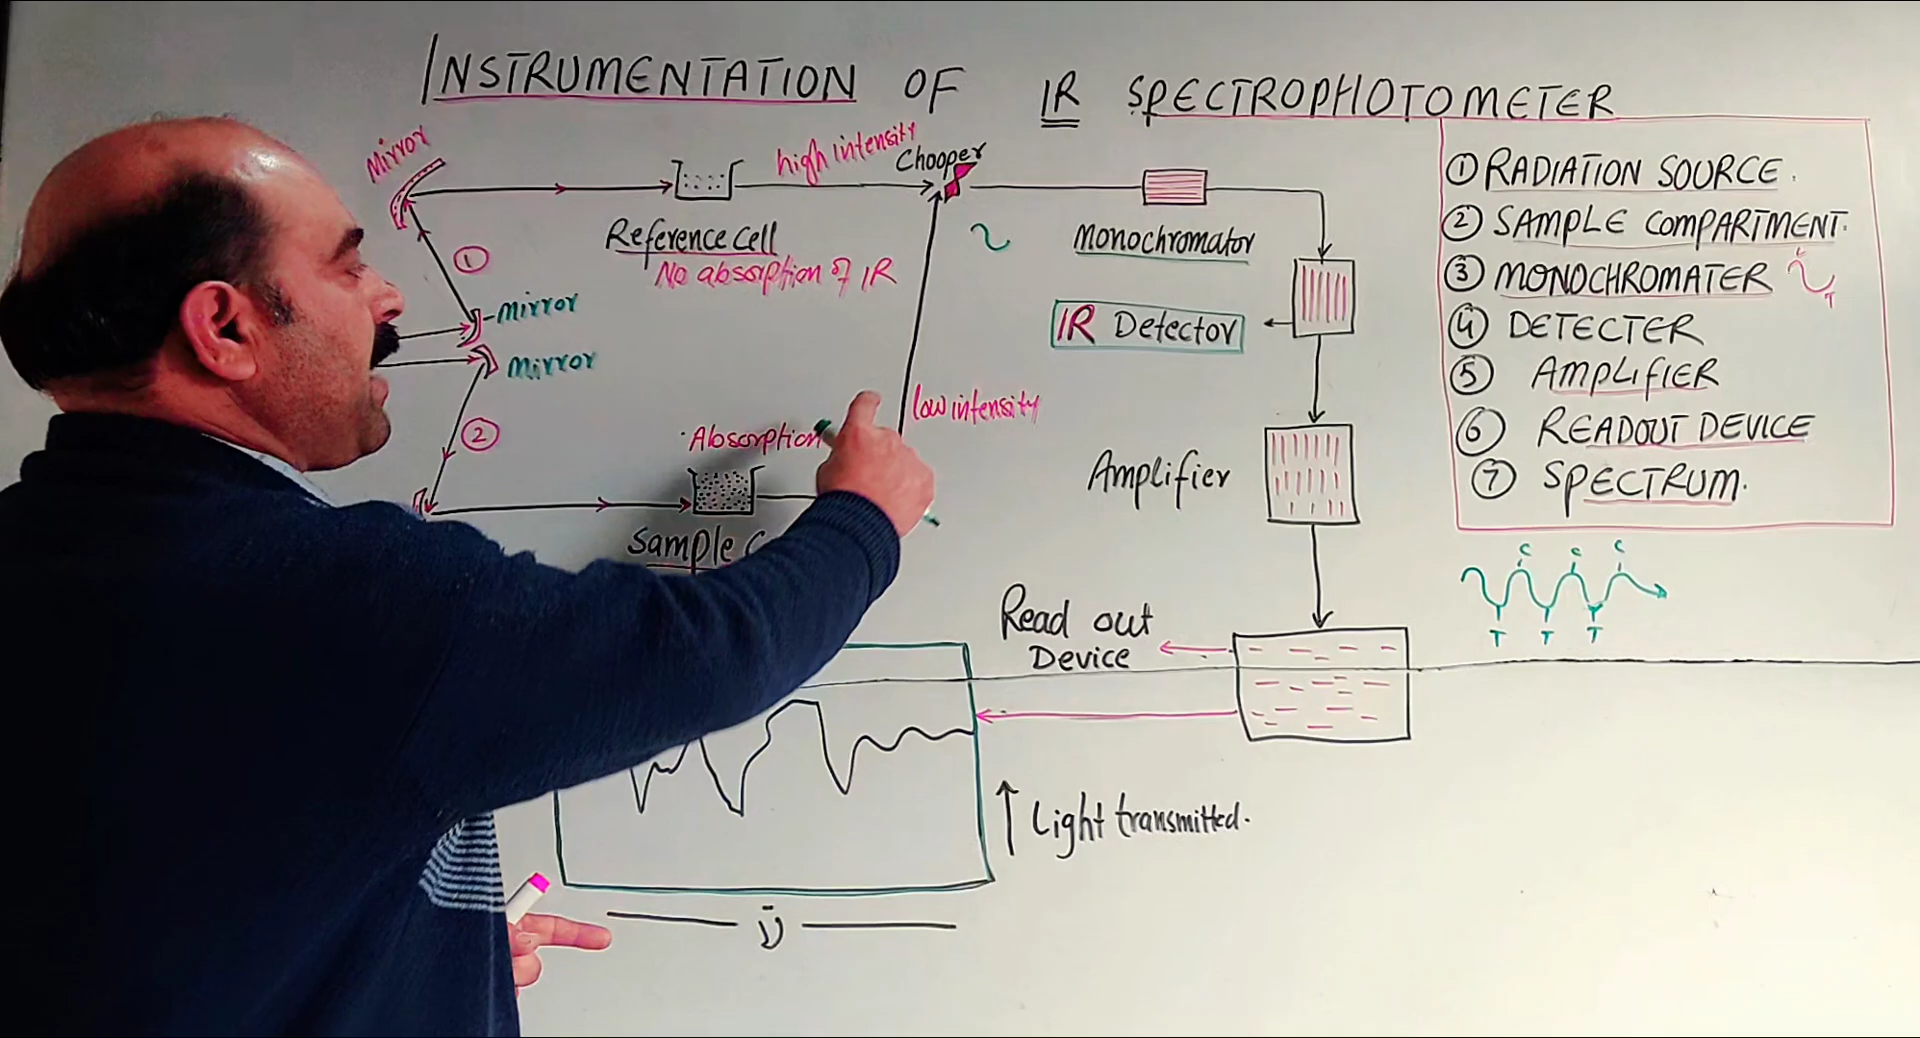 INSTRUMENTATION OF IR SPECTROPHOTOMETER
Mirror
high intensity
Chooper
Reference cell
No absorption of IR
①
-mirror
mirror
②
Absorption
low intensity
Sample
Monochromator
IR Detector
Amplifier
Read out
Device
↑ Light transmitted.
ῡ
① RADIATION SOURCE.
② SAMPLE COMPARTMENT.
③ MONOCHROMATER
T
④ DETECTER
⑤ AMPLIFIER
⑥ READOUT DEVICE
⑦ SPECTRUM.
C C C
T T T